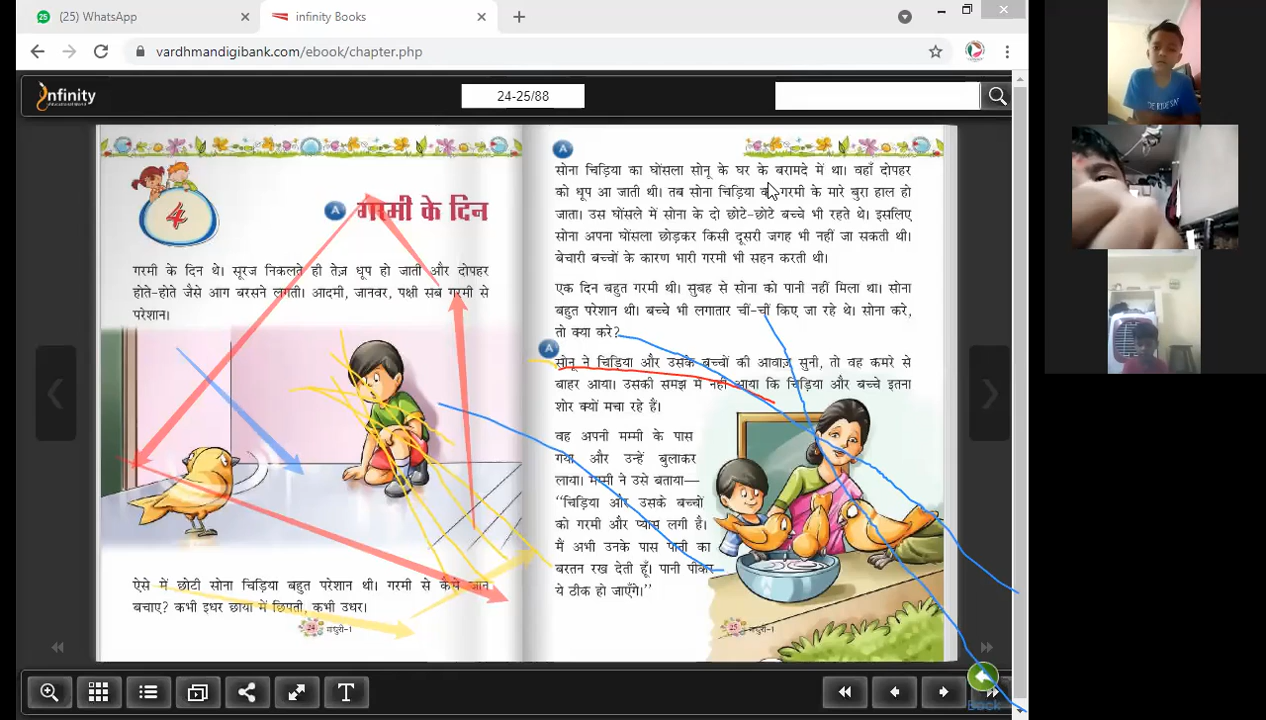 (25) WhatsApp
infinity Books
vardhmandigibank.com/ebook/chapter.php
infinity
24-25/88
4
A गरमी के दिन
गरमी के दिन थे। सूरज निकलते ही तेज़ धूप हो जाती और दोपहर
होते-होते जैसे आग बरसने लगती। आदमी, जानवर, पक्षी सब गरमी से
परेशान।
ऐसे में छोटी सोना चिड़िया बहुत परेशान थी। गरमी से कैसे जान
बचाए? कभी इधर छाया में छिपती, कभी उधर।
24 मधुरी-1
A
सोना चिड़िया का घोंसला सोनू के घर के बरामदे में था। वहाँ दोपहर
को धूप आ जाती थी। तब सोना चिड़िया का गरमी के मारे बुरा हाल हो
जाता। उस घोंसले में सोना के दो छोटे-छोटे बच्चे भी रहते थे। इसलिए
सोना अपना घोंसला छोड़कर किसी दूसरी जगह भी नहीं जा सकती थी।
बेचारी बच्चों के कारण भारी गरमी भी सहन करती थी।
एक दिन बहुत गरमी थी। सुबह से सोना को पानी नहीं मिला था। सोना
बहुत परेशान थी। बच्चे भी लगातार चीं-चीं किए जा रहे थे। सोना करे,
तो क्या करे?
A
सोनू ने चिड़िया और उसके बच्चों की आवाज़ सुनी, तो वह कमरे से
बाहर आया। उसकी समझ में नहीं आया कि चिड़िया और बच्चे इतना
शोर क्यों मचा रहे हैं।
वह अपनी मम्मी के पास
गया और उन्हें बुलाकर
लाया। मम्मी ने उसे बताया—
“चिड़िया और उसके बच्चों
को गरमी और प्यास लगी है।
मैं अभी उनके पास पानी का
बरतन रख देती हूँ। पानी पीकर
ये ठीक हो जाएँगे।”
25 मधुरी-1
Back